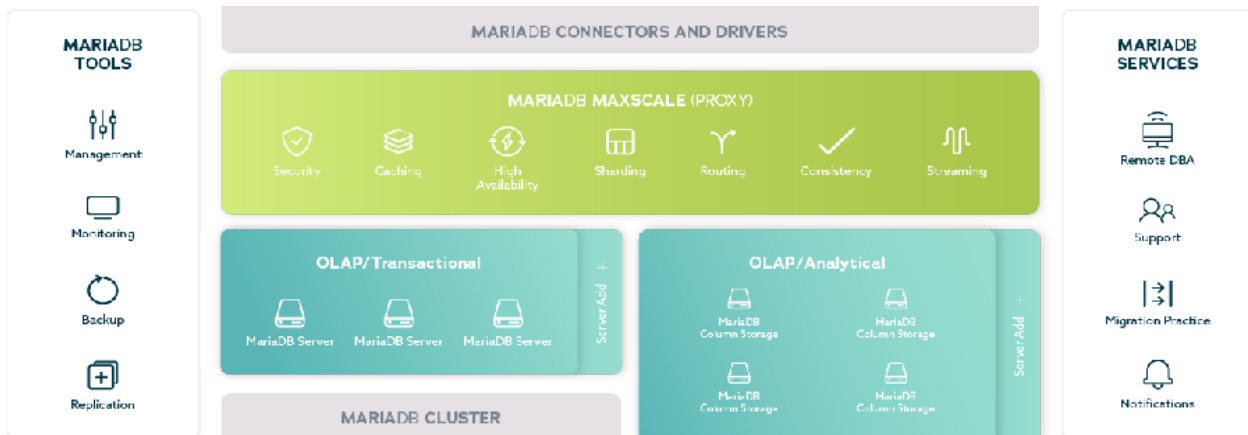 MARIADB
TOOLS
Management
Monitoring
Backup
Replication
MARIADB CONNECTORS AND DRIVERS
MARIADB MAXSCALE (PROXY)
Security
Caching
High
Availability
Sharding
Routing
Consistency
Streaming
OLAP/Transactional
MariaDB Server
MariaDB Server
MariaDB Server
Server Add +
MARIADB CLUSTER
OLAP/Analytical
MariaDB
Column Storage
MariaDB
Column Storage
MariaDB
Column Storage
MariaDB
Column Storage
Server Add +
MARIADB
SERVICES
Remote DBA
Support
Migration Practice
Notifications